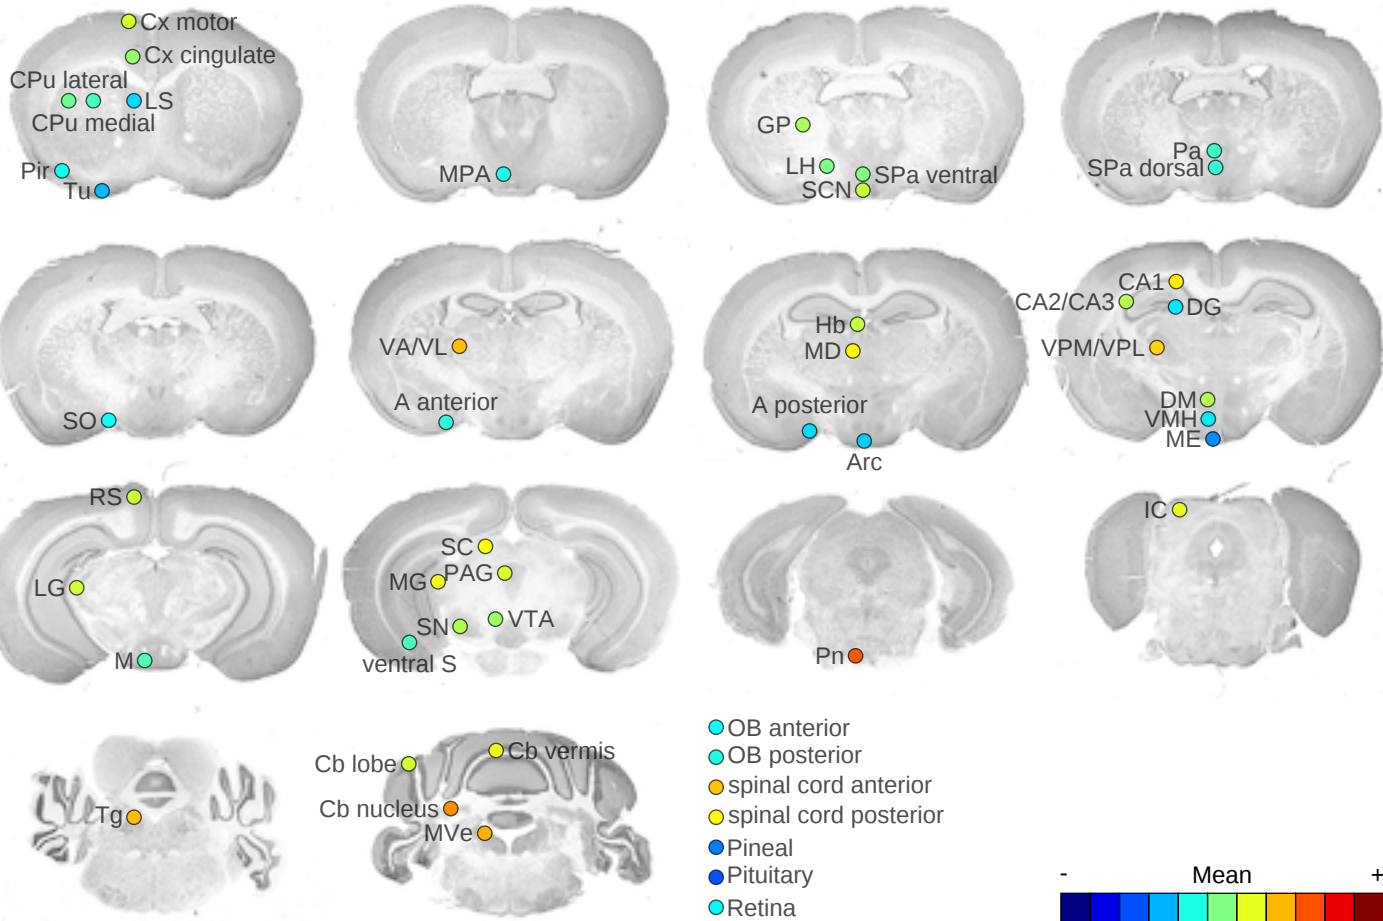 Cx motor
Cx cingulate
CPu lateral
LS
CPu medial
Pir
Tu
MPA
GP
LH
SPa ventral
SCN
Pa
SPa dorsal
SO
VA/VL
A anterior
Hb
MD
A posterior
Arc
CA1
CA2/CA3
DG
VPM/VPL
DM
VMH
ME
RS
LG
M
SC
MG
PAG
SN
VTA
ventral S
Pn
IC
Tg
Cb lobe
Cb vermis
Cb nucleus
MVe
OB anterior
OB posterior
spinal cord anterior
spinal cord posterior
Pineal
Pituitary
Retina
- Mean +